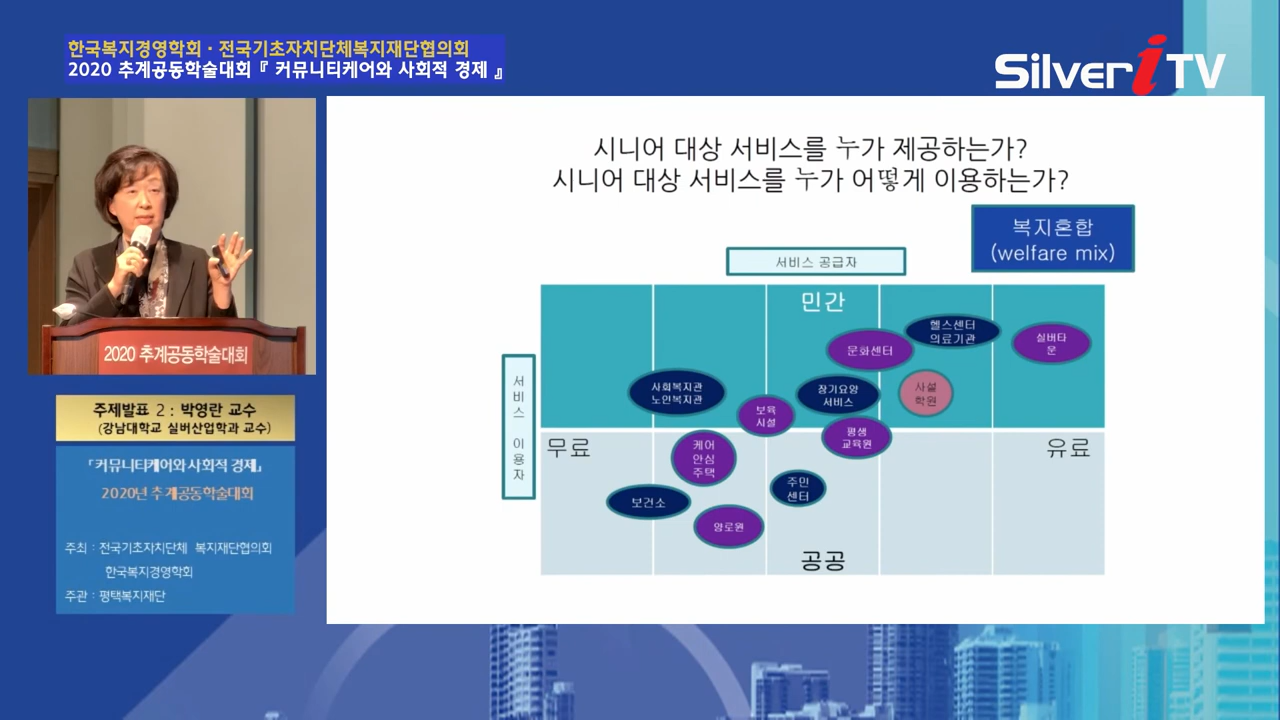 한국복지경영학회 · 전국기초자치단체복지재단협의회
2020 추계공동학술대회 『 커뮤니티케어와 사회적 경제 』
Silver i TV
2020 추계공동학술대회
주제발표 2 : 박영란 교수
(강남대학교 실버산업학과 교수)
「커뮤니티케어와 사회적 경제」
2020년 추계공동학술대회
주최 : 전국기초자치단체 복지재단협의회
한국복지경영학회
주관 : 평택복지재단
시니어 대상 서비스를 누가 제공하는가?
시니어 대상 서비스를 누가 어떻게 이용하는가?
복지혼합
(welfare mix)
서비스 공급자
서비스 이용자
민간
헬스센터
의료기관
문화센터
실버타
운
사회복지관
노인복지관
장기요양
서비스
사설
학원
보육
시설
평생
교육원
무료
유료
케어
안심
주택
주민
센터
보건소
양로원
공공